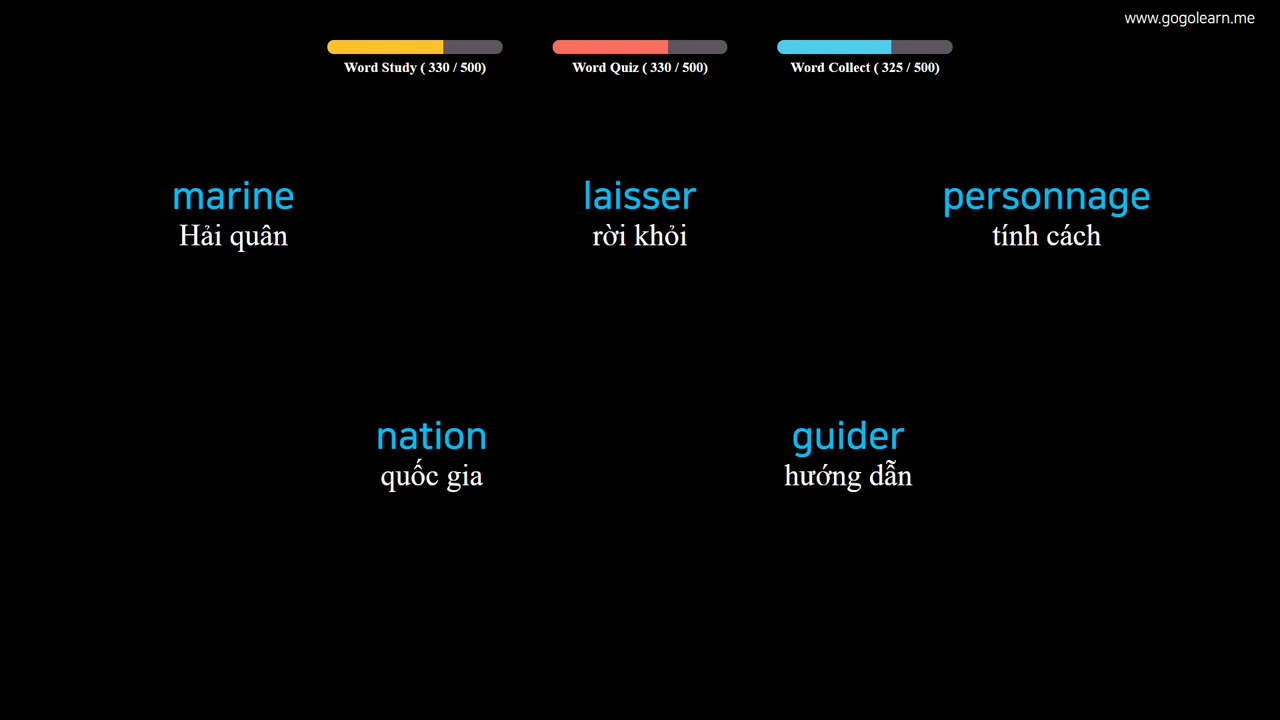 www.gogolearn.me
Word Study ( 330 / 500)
Word Quiz ( 330 / 500)
Word Collect ( 325 / 500)
marine
Hải quân
laisser
rời khỏi
personnage
tính cách
nation
quốc gia
guider
hướng dẫn